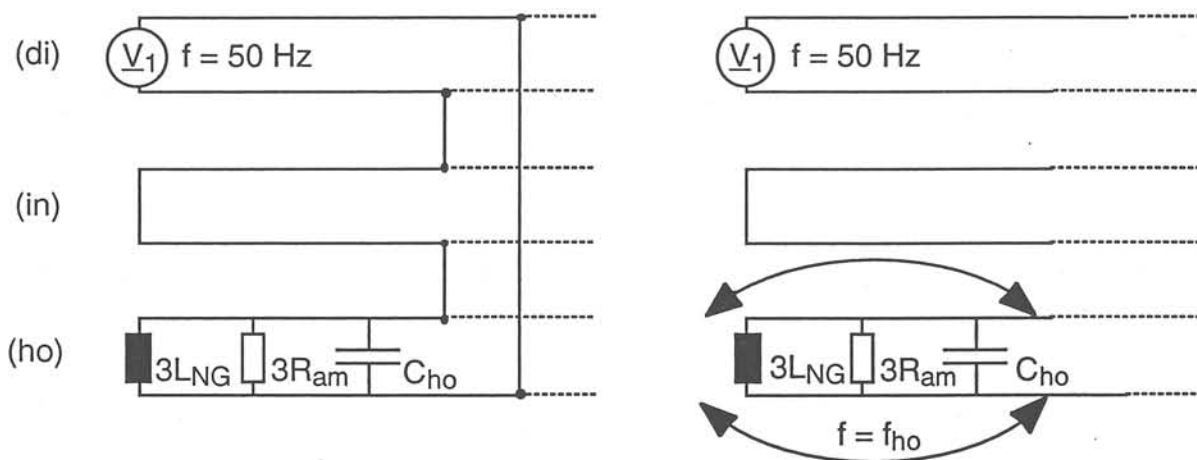 (di) V1 f = 50 Hz V1 f = 50 Hz
(in)
(ho) 3LNG 3Ram Cho 3LNG 3Ram Cho
f = fho